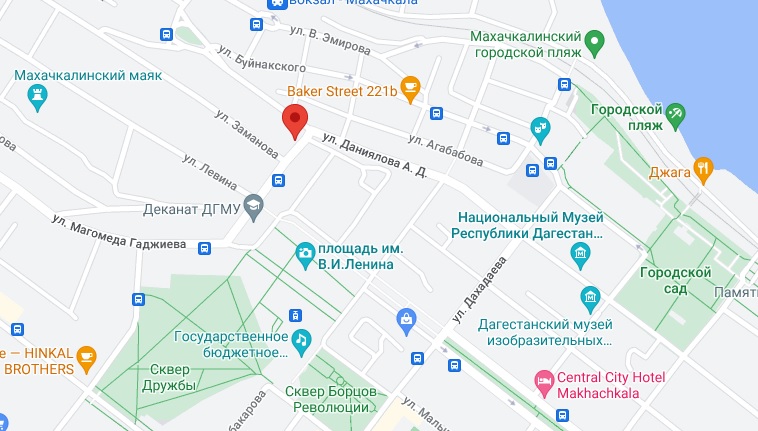 вокзал - Махачкала
ул. В. Эмирова
Махачкалинский
городской пляж
ул. Буйнакского
Махачкалинский маяк
Baker Street 221b
Городской
пляж
ул. Заманова
ул. Агабабова
ул. Даниялова А. Д.
Джага
ул. Левина
Деканат ДГМУ
ул. Магомеда Гаджиева
Национальный Музей
Республики Дагестан...
площадь им.
В.И.Ленина
Городской
сад
ул. Дахадаева
Памят
Дагестанский музей
изобразительных...
Государственное
бюджетное...
е — HINKAL
BROTHERS
Сквер
Дружбы
Сквер Борцов
Революции
Central City Hotel
Makhachkala
бакарова
ул. Малы
ова